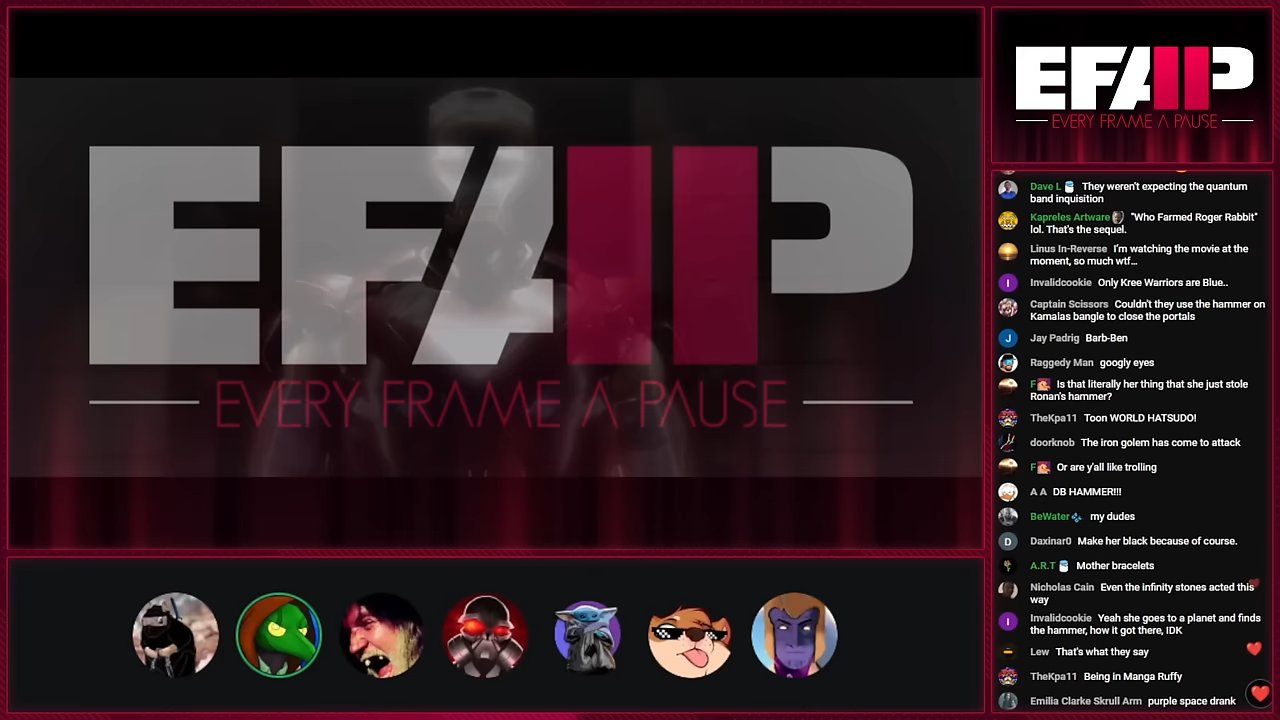 EFAP
EVERY FRAME A PAUSE
EFAP
EVERY FRAME A PAUSE
Dave L They weren't expecting the quantum
band inquisition
Kapreles Artware "Who Farmed Roger Rabbit"
lol. That's the sequel.
Linus In-Reverse I'm watching the movie at the
moment, so much wtf...
I
Invalidcookie Only Kree Warriors are Blue..
Captain Scissors Couldn't they use the hammer on
Kamalas bangle to close the portals
J
Jay Padrig Barb-Ben
Raggedy Man googly eyes
F Is that literally her thing that she just stole
Ronan's hammer?
TheKpa11 Toon WORLD HATSUDO!
doorknob The iron golem has come to attack
F Or are y'all like trolling
A A DB HAMMER!!!
BeWater my dudes
D
Daxinar0 Make her black because of course.
A.R.T Mother bracelets
Nicholas Cain Even the infinity stones acted this
way
I
Invalidcookie Yeah she goes to a planet and finds
the hammer, how it got there, IDK
Lew That's what they say
TheKpa11 Being in Manga Ruffy
Emilia Clarke Skrull Arm purple space drank